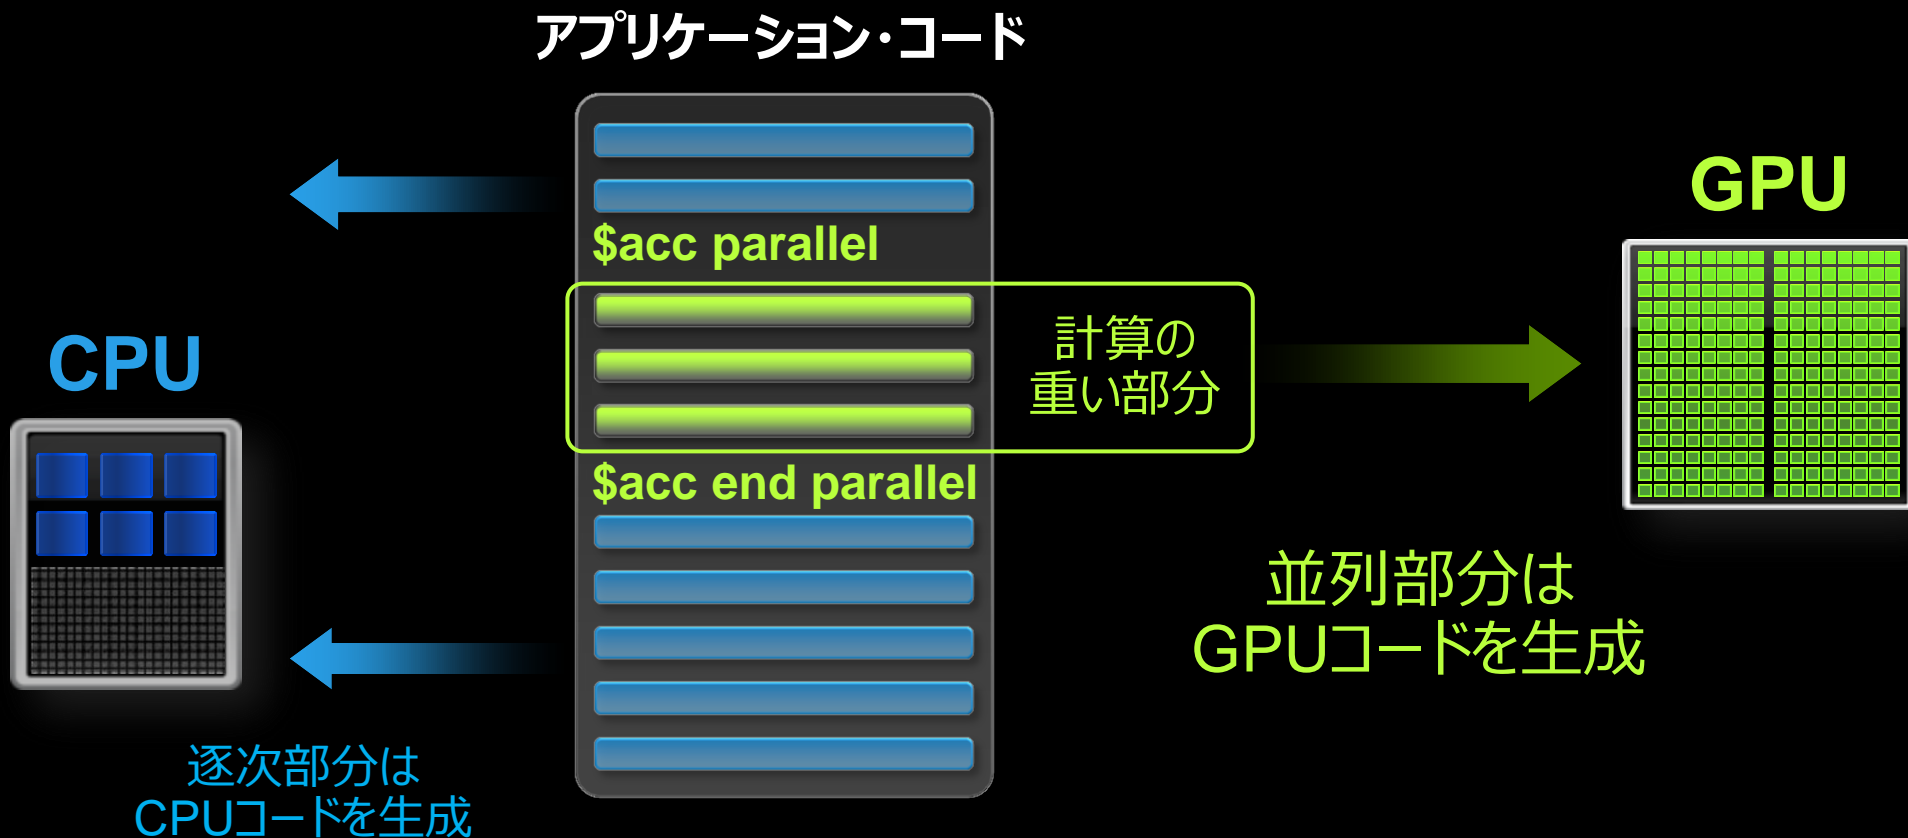 アプリケーション・コード
$acc parallel
計算の
重い部分
$acc end parallel
CPU
逐次部分は
CPUコードを生成
GPU
並列部分は
GPUコードを生成